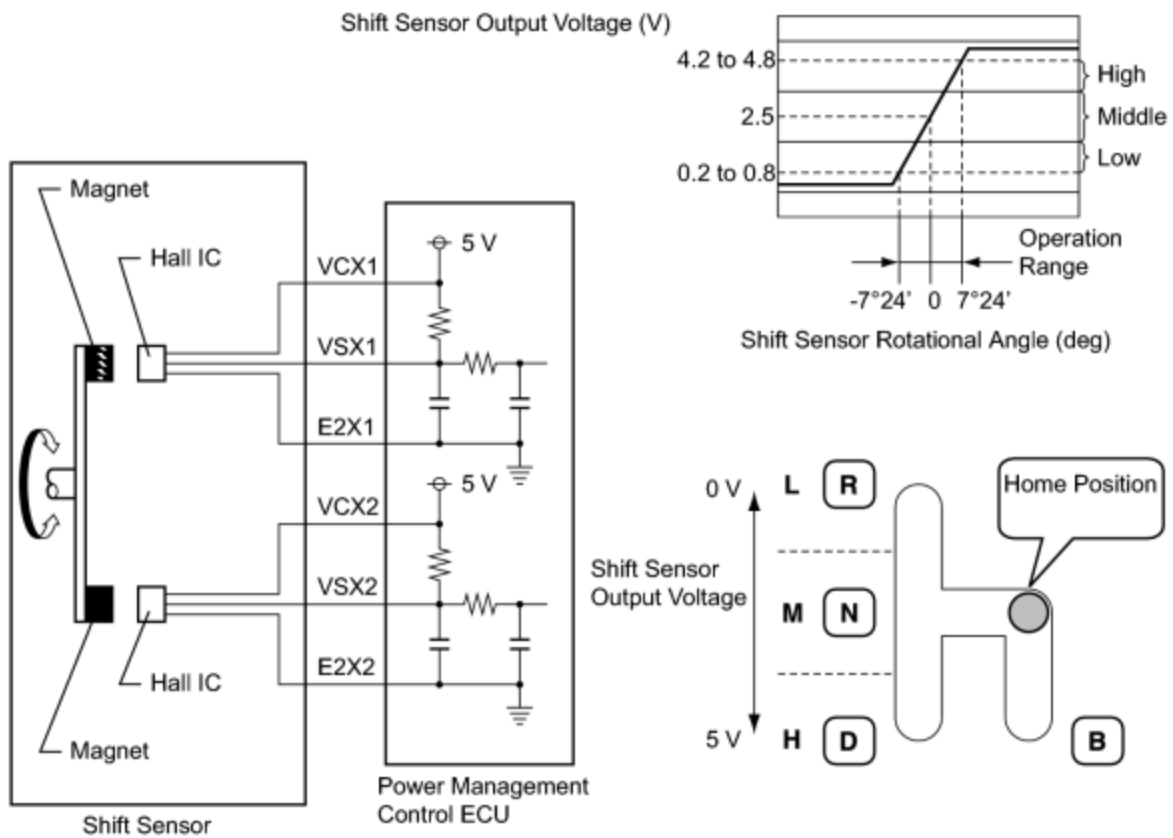 Shift Sensor Output Voltage (V)
4.2 to 4.8
2.5
0.2 to 0.8
High
Middle
Low
Operation
Range
-7°24’ 0 7°24’
Shift Sensor Rotational Angle (deg)
Magnet
Hall IC
VCX1
VSX1
E2X1
5 V
VCX2
VSX2
E2X2
5 V
Hall IC
Magnet
Shift Sensor
Power Management
Control ECU
Shift Sensor
Output Voltage
0 V
5 V
L R
M N
H D
Home Position
B